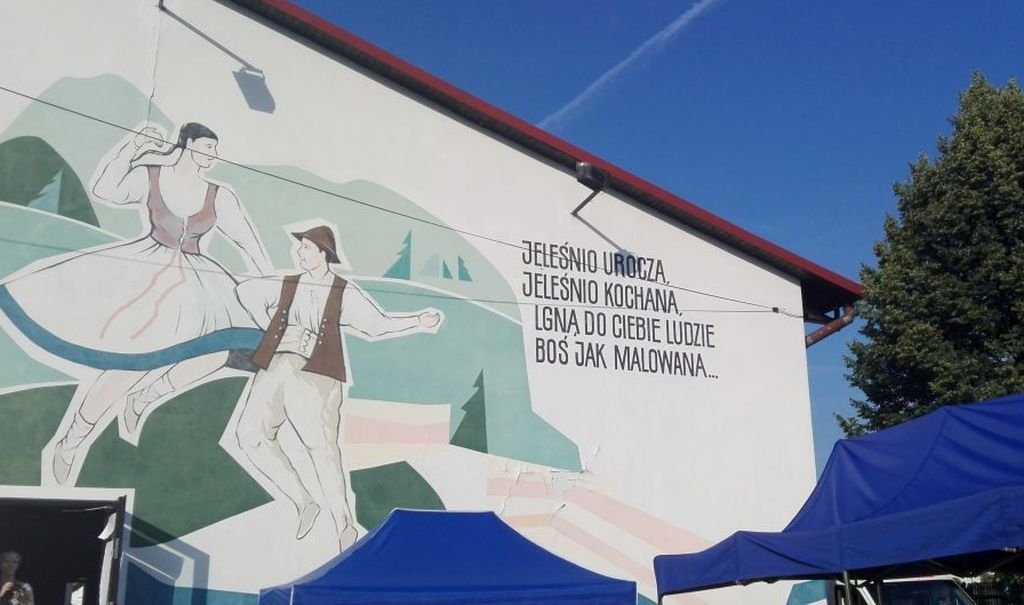 JELEŚNIO UROCZA,
JELEŚNIO KOCHANA,
LGNĄ DO CIEBIE LUDZIE
BOŚ JAK MALOWANA...